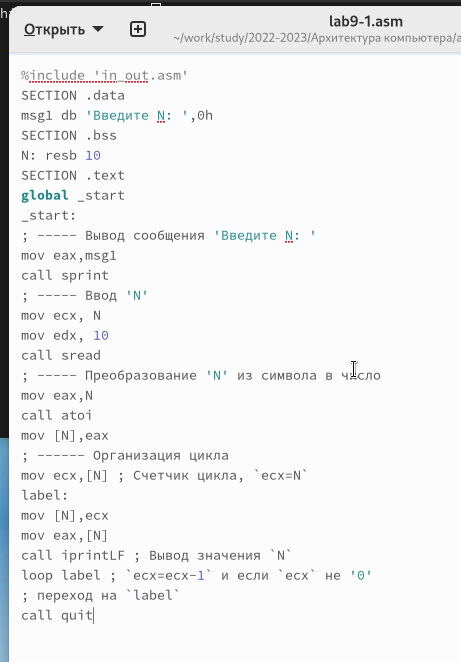 ha
Открыть
lab9-1.asm
~/work/study/2022-2023/Архитектура компьютера/a
%include 'in_out.asm'
SECTION .data
msg1 db 'Введите N: ',0h
SECTION .bss
N: resb 10
SECTION .text
global _start
_start:
; ----- Вывод сообщения 'Введите N: '
mov eax,msg1
call sprint
; ----- Ввод 'N'
mov ecx, N
mov edx, 10
call sread
; ----- Преобразование 'N' из символа в число
mov eax,N
call atoi
mov [N],eax
; ------ Организация цикла
mov ecx,[N] ; Счетчик цикла, `ecx=N`
label:
mov [N],ecx
mov eax,[N]
call iprintLF ; Вывод значения `N`
loop label ; `ecx=ecx-1` и если `ecx` не '0'
; переход на `label`
call quit